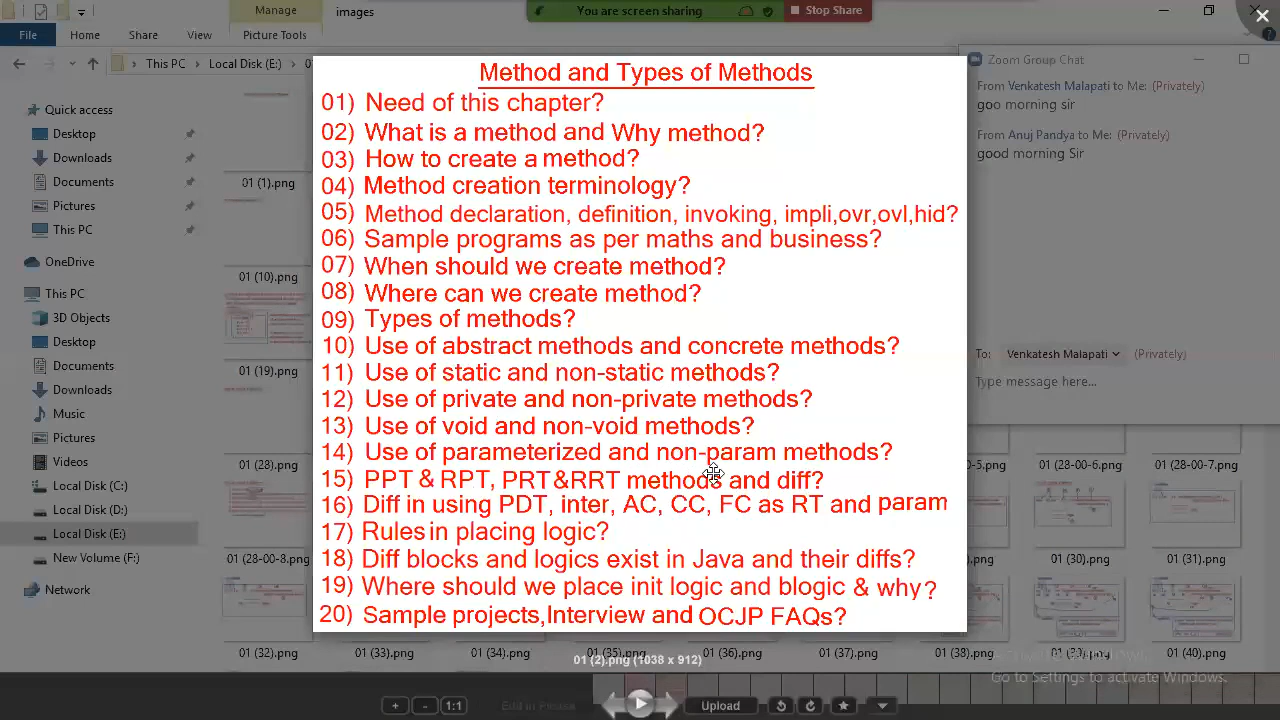 Manage
images
You are screen sharing
Stop Share
File
Home
Share
View
Picture Tools
This PC
Local Disk (E:)
Zoom Group Chat
From Venkatesh Malapati to Me: (Privately)
goo morning sir
From Anuj Pandya to Me: (Privately)
good morning Sir
To: Venkatesh Malapati (Privately)
Type message here...
Quick access
Desktop
Downloads
Documents
Pictures
This PC
OneDrive
This PC
3D Objects
Desktop
Documents
Downloads
Music
Pictures
Videos
Local Disk (C:)
Local Disk (D:)
Local Disk (E:)
New Volume (F:)
Network
01 (1).png
01 (10).png
01 (19).png
01 (28).png
01 (28-00-8.png
01 (32).png
Method and Types of Methods
01) Need of this chapter?
02) What is a method and Why method?
03) How to create a method?
04) Method creation terminology?
05) Method declaration, definition, invoking, impli,ovr,ovl,hid?
06) Sample programs as per maths and business?
07) When should we create method?
08) Where can we create method?
09) Types of methods?
10) Use of abstract methods and concrete methods?
11) Use of static and non-static methods?
12) Use of private and non-private methods?
13) Use of void and non-void methods?
14) Use of parameterized and non-param methods?
15) PPT & RPT, PRT&RRT methods and diff?
16) Diff in using PDT, inter, AC, CC, FC as RT and param
17) Rules in placing logic?
18) Diff blocks and logics exist in Java and their diffs?
19) Where should we place init logic and blogic & why?
20) Sample projects,Interview and OCJP FAQs?
0-5.png
01 (28-00-6.png
01 (28-00-7.png
01 (30).png
01 (31).png
01 (33).png
01 (34).png
01 (35).png
01 (36).png
01 (37).png
01 (38).png
01 (39).png
01 (40).png
01 (2).png (1038 x 912)
Go to Settings to activate Windows.
1:1
Edit in Picasa
Upload